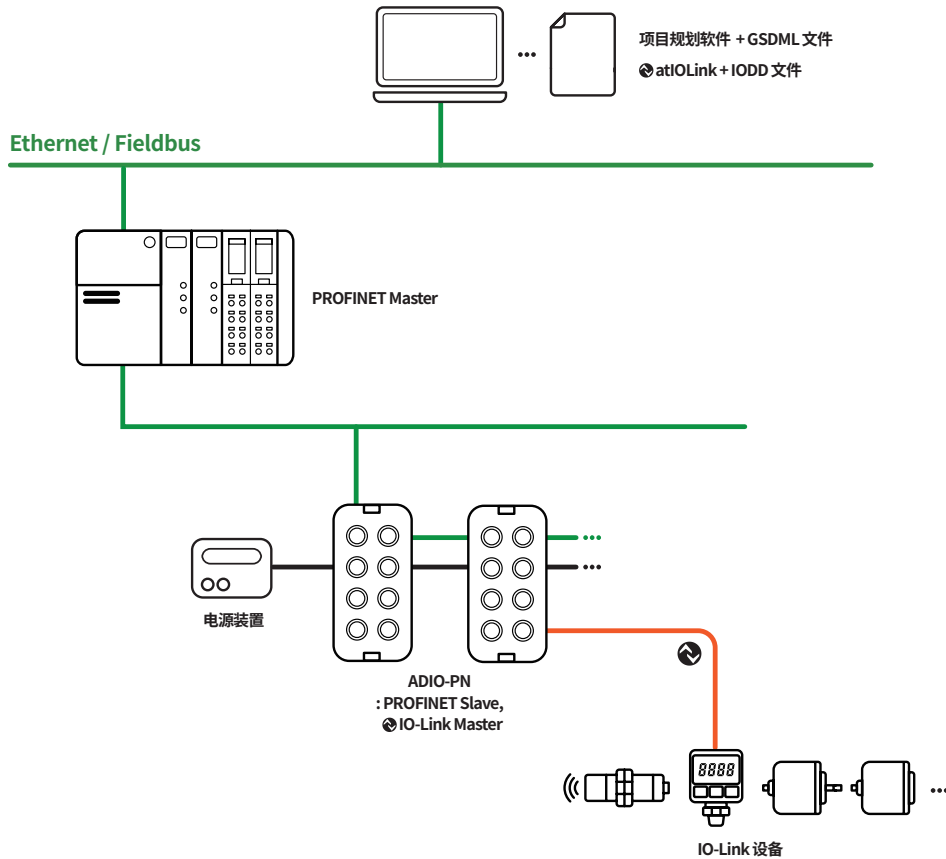 项目规划软件 + GSDML 文件
atIOLink + IODD 文件
Ethernet / Fieldbus
PROFINET Master
电源装置
ADIO-PN
: PROFINET Slave,
IO-Link Master
8888
IO-Link 设备